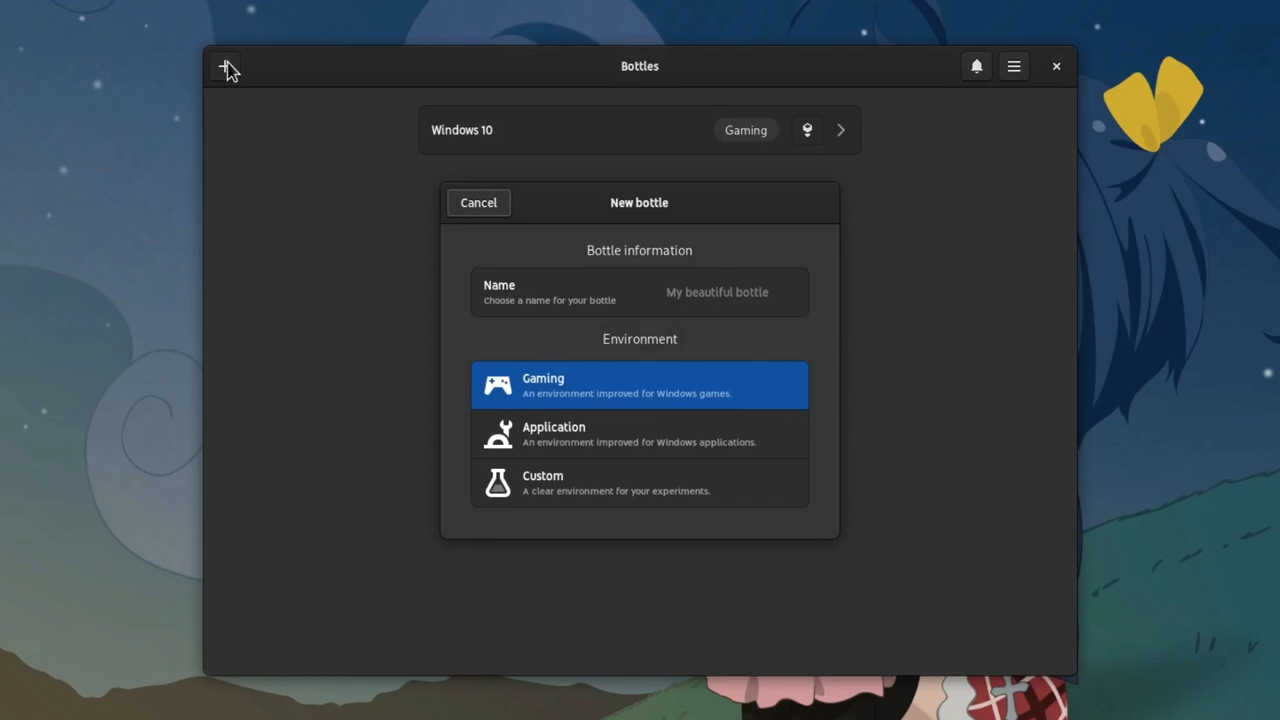 Bottles
Windows 10
Gaming
Cancel
New bottle
Bottle information
Name
Choose a name for your bottle
My beautiful bottle
Environment
Gaming
An environment improved for Windows games.
Application
An environment improved for Windows applications.
Custom
A clear environment for your experiments.